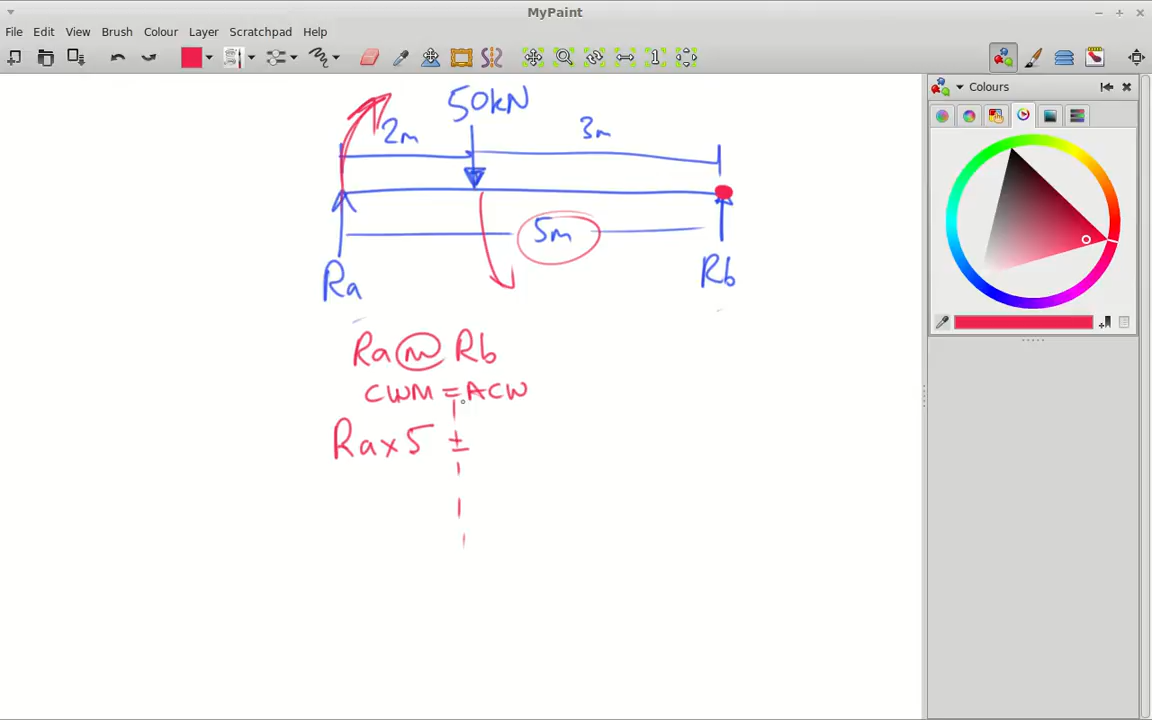 MyPaint
File Edit View Brush Colour Layer Scratchpad Help
Colours
50kN
2m 3m
5m
Ra Rb
Ra m Rb
CWM = ACW
Ra x 5 =